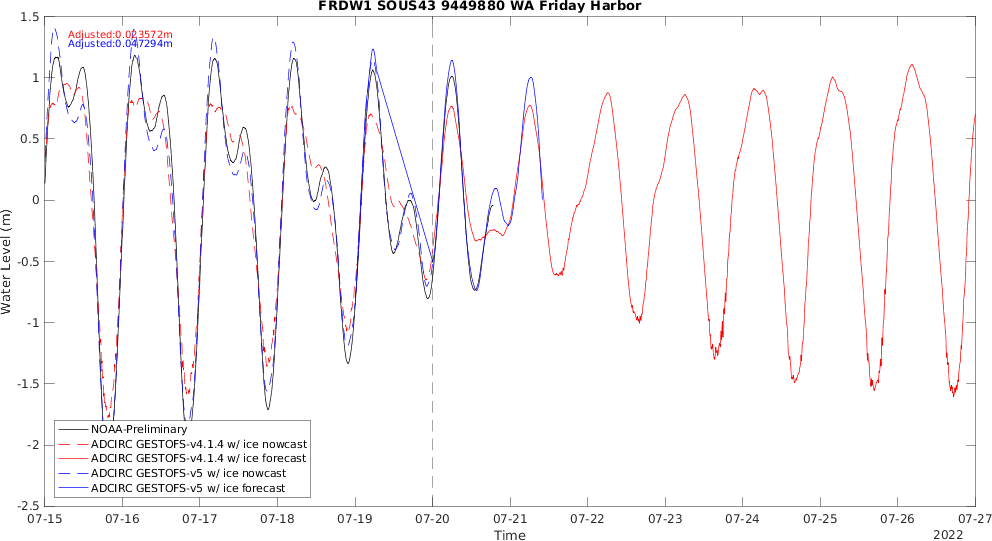 FRDW1 SOUS43 9449880 WA Friday Harbor
Adjusted:0.023572m
Adjusted:0.047294m
Water Level (m)
1.5
1
0.5
0
-0.5
-1
-1.5
-2
-2.5
NOAA-Preliminary
ADCIRC GESTOFS-v4.1.4 w/ ice nowcast
ADCIRC GESTOFS-v4.1.4 w/ ice forecast
ADCIRC GESTOFS-v5 w/ ice nowcast
ADCIRC GESTOFS-v5 w/ ice forecast
07-15 07-16 07-17 07-18 07-19 07-20 07-21 07-22 07-23 07-24 07-25 07-26 07-27
Time
2022